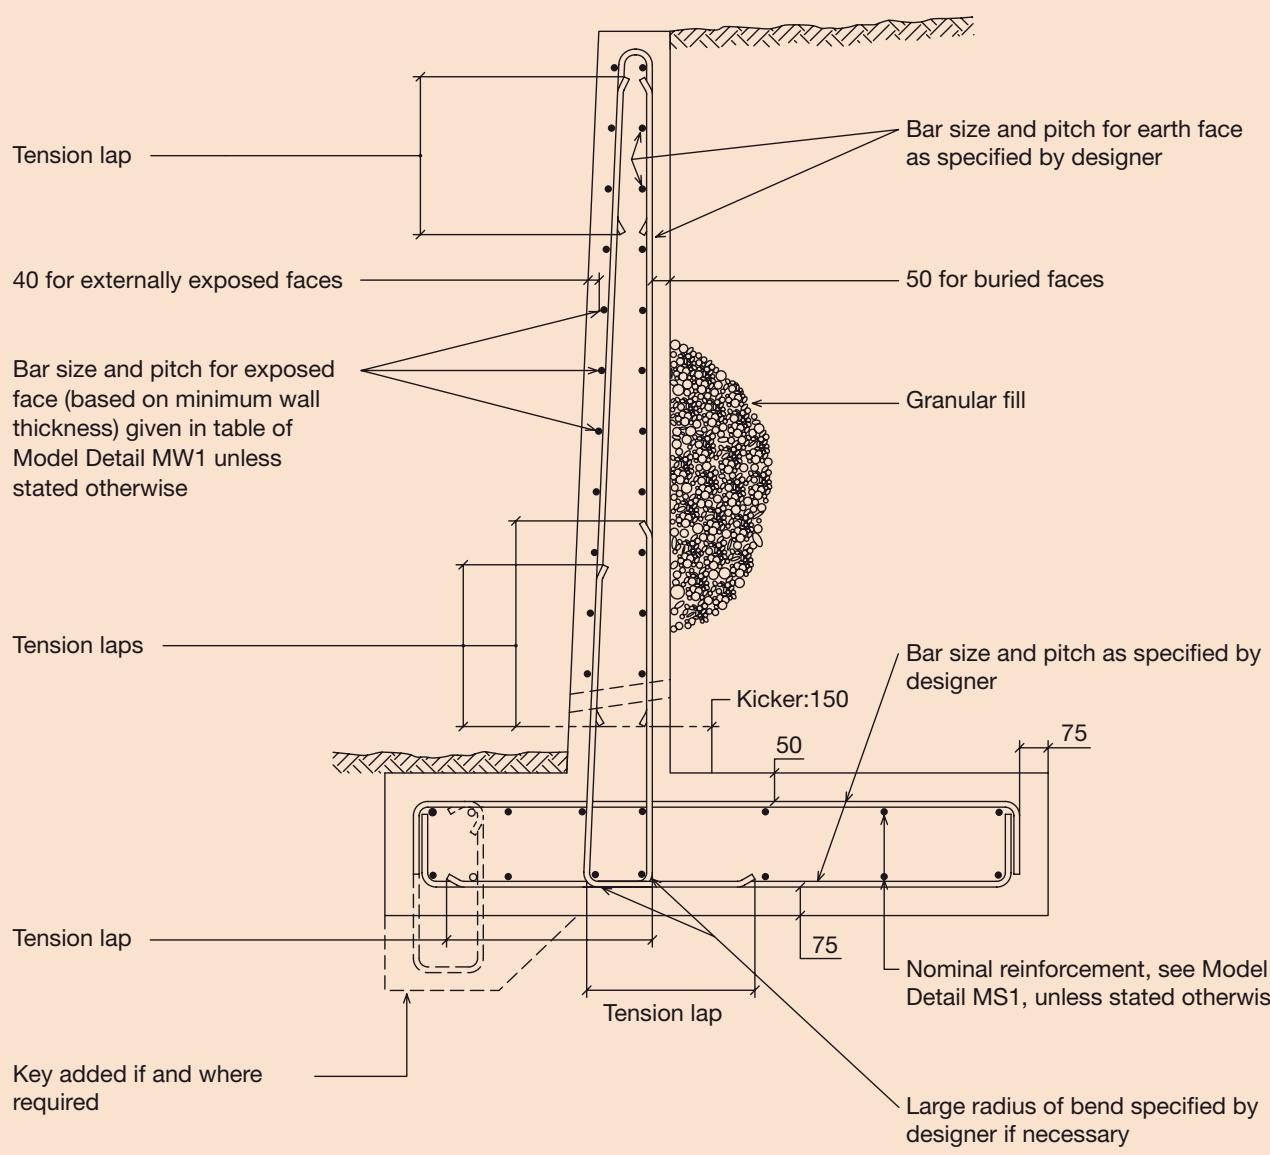 Tension lap
Bar size and pitch for earth face
as specified by designer
40 for externally exposed faces
50 for buried faces
Bar size and pitch for exposed
face (based on minimum wall
thickness) given in table of
Model Detail MW1 unless
stated otherwise
Granular fill
Tension laps
Bar size and pitch as specified by
designer
Kicker:150
50
75
Tension lap
75
Nominal reinforcement, see Model
Detail MS1, unless stated otherwis
Tension lap
Key added if and where
required
Large radius of bend specified by
designer if necessary